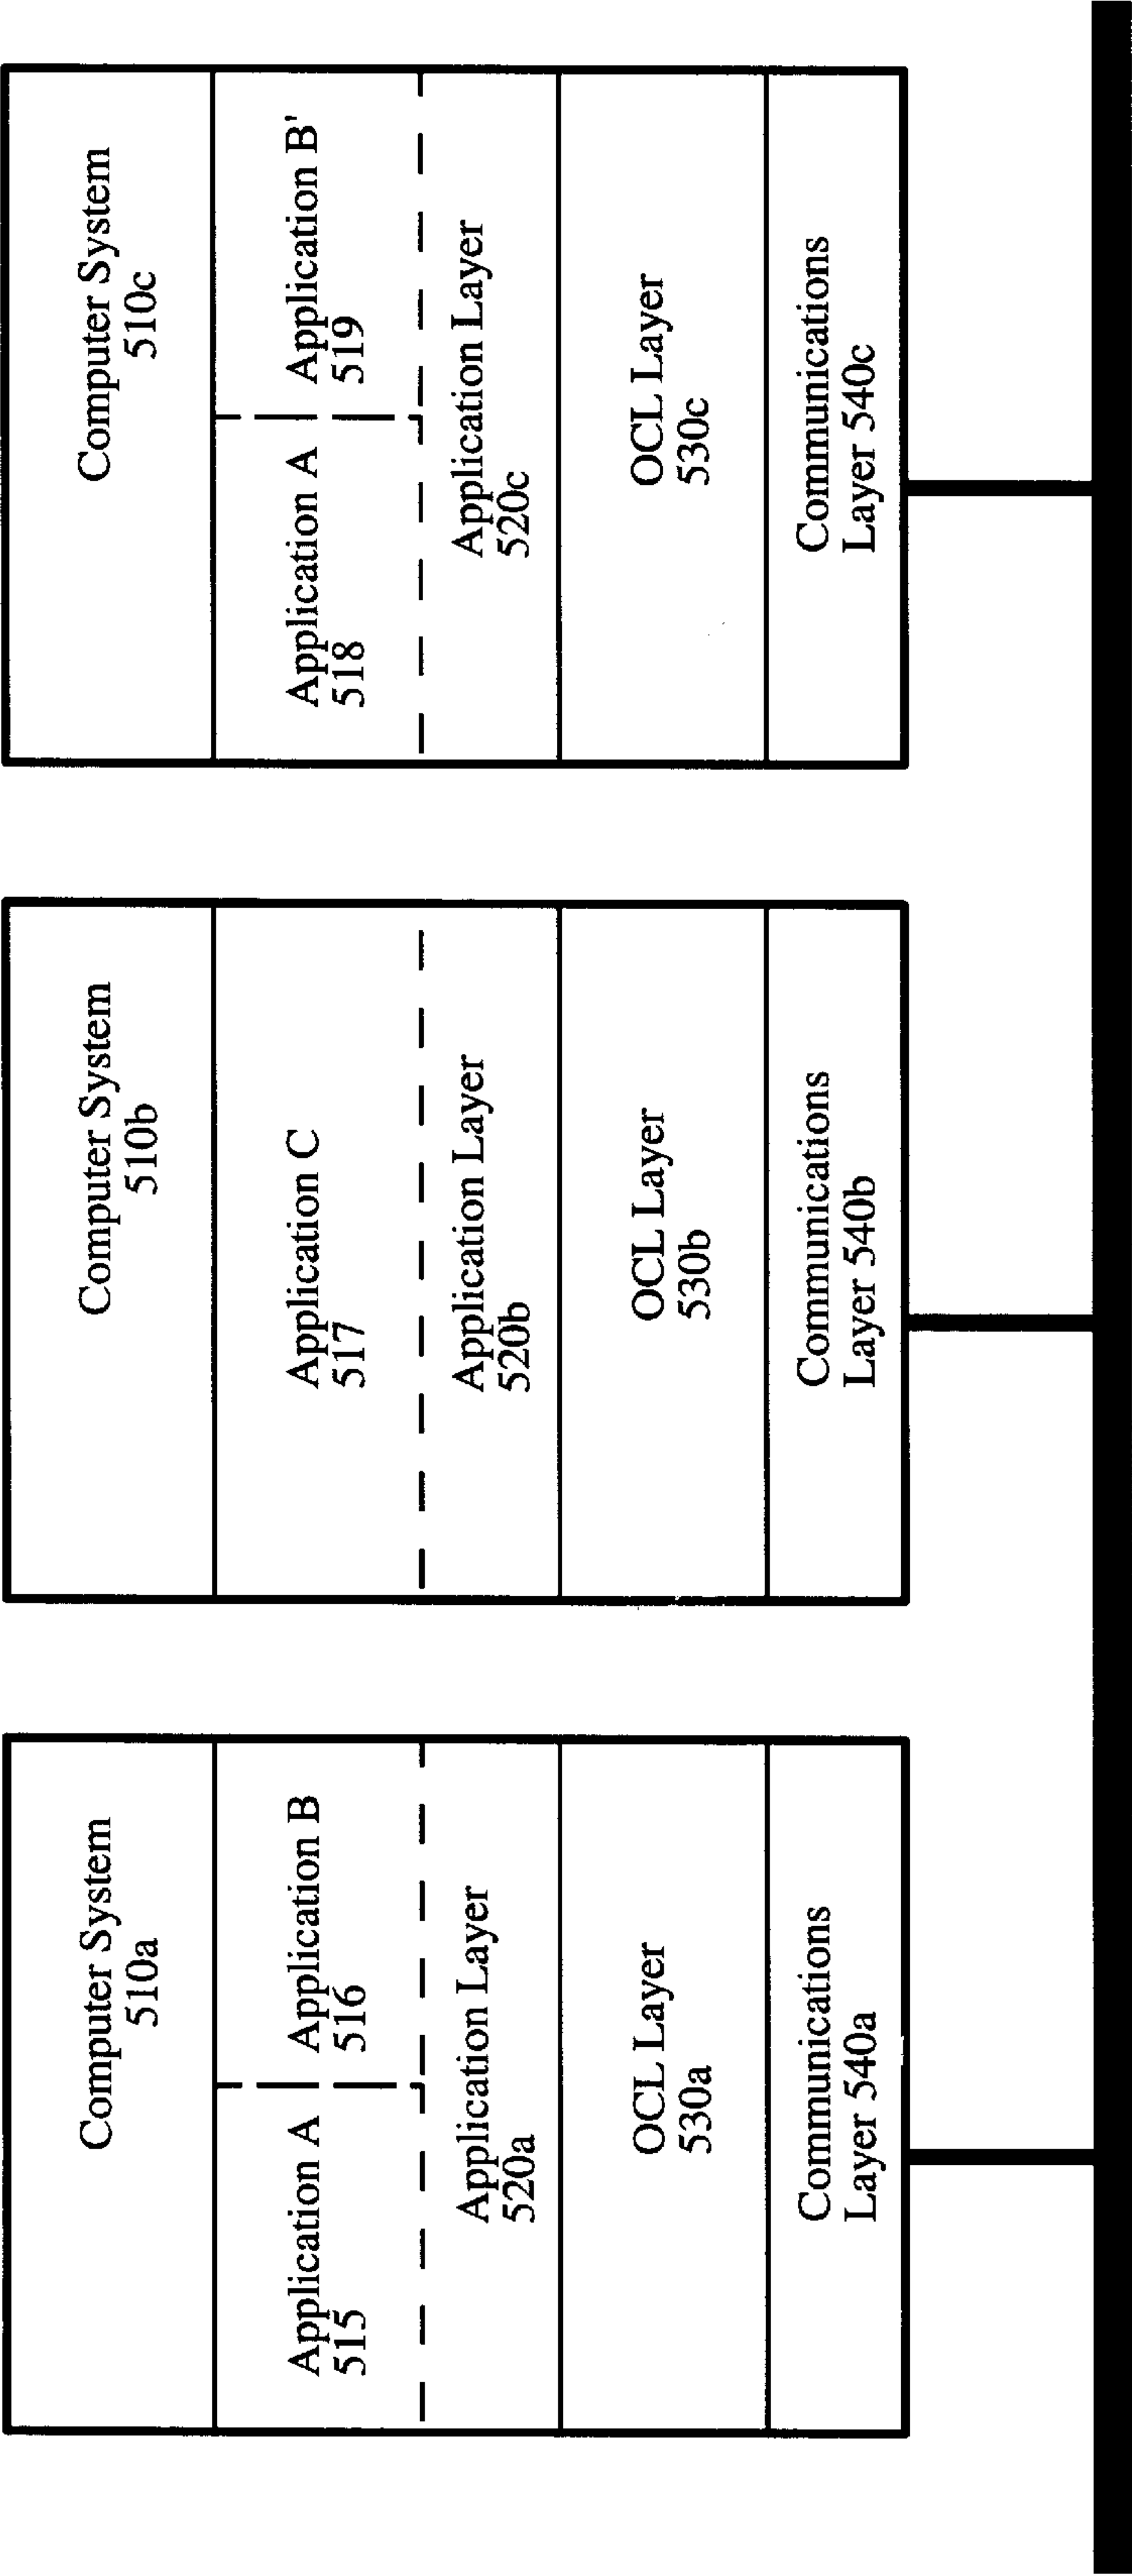 Computer System
510a
Application A
515
Application B
516
Application Layer
520a
OCL Layer
530a
Communications
Layer 540a
Computer System
510b
Application C
517
Application Layer
520b
OCL Layer
530b
Communications
Layer 540b
Computer System
510c
Application A
518
Application B'
519
Application Layer
520c
OCL Layer
530c
Communications
Layer 540c